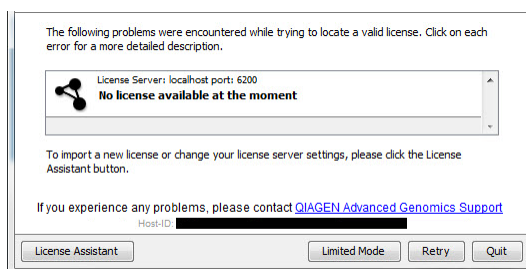 The following problems were encountered while trying to locate a valid license. Click on each
error for a more detailed description.
License Server: localhost port: 6200
No license available at the moment
To import a new license or change your license server settings, please click the License
Assistant button.
If you experience any problems, please contact QIAGEN Advanced Genomics Support
Host-ID:
License Assistant
Limited Mode
Retry
Quit